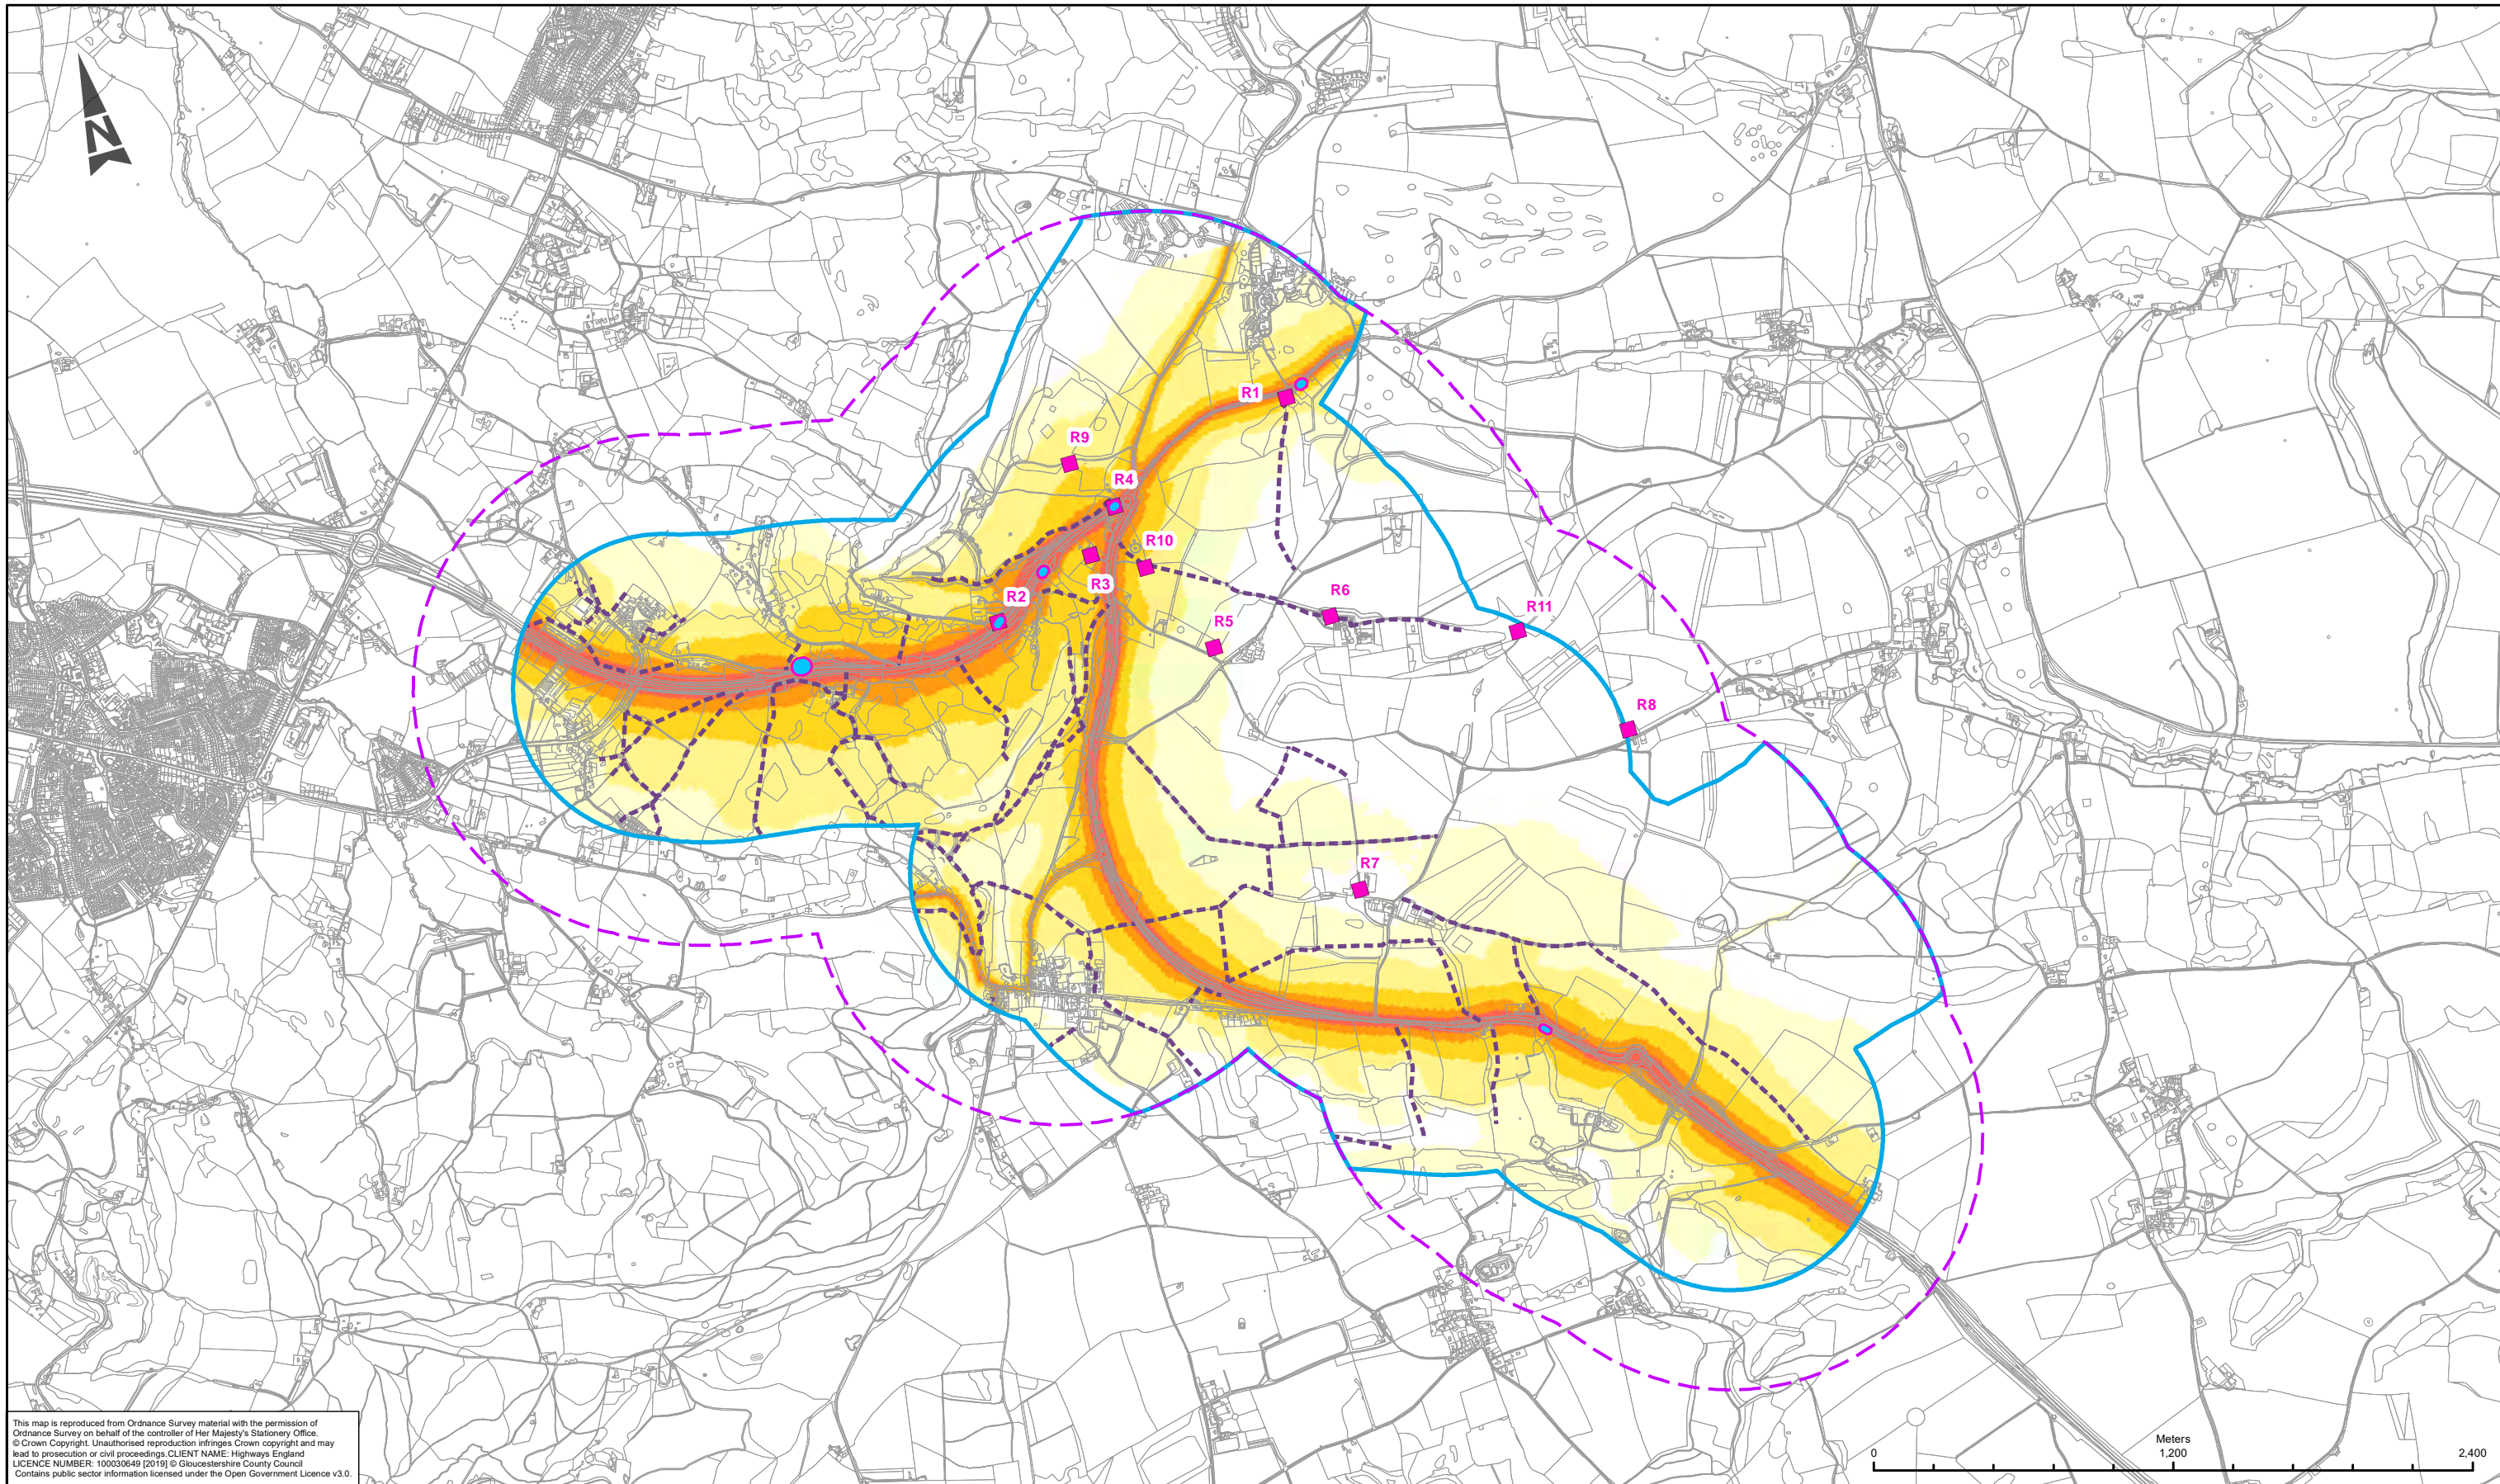 N
R1
R9
R4
R10
R3
R2
R6
R11
R5
R8
R7
This map is reproduced from Ordnance Survey material with the permission of
Ordnance Survey on behalf of the controller of Her Majesty's Stationery Office.
© Crown Copyright. Unauthorised reproduction infringes Crown copyright and may
lead to prosecution or civil proceedings.CLIENT NAME: Highways England
LICENCE NUMBER: 100030649 [2019] © Gloucestershire County Council
Contains public sector information licensed under the Open Government Licence v3.0.
Meters
0 1,200 2,400